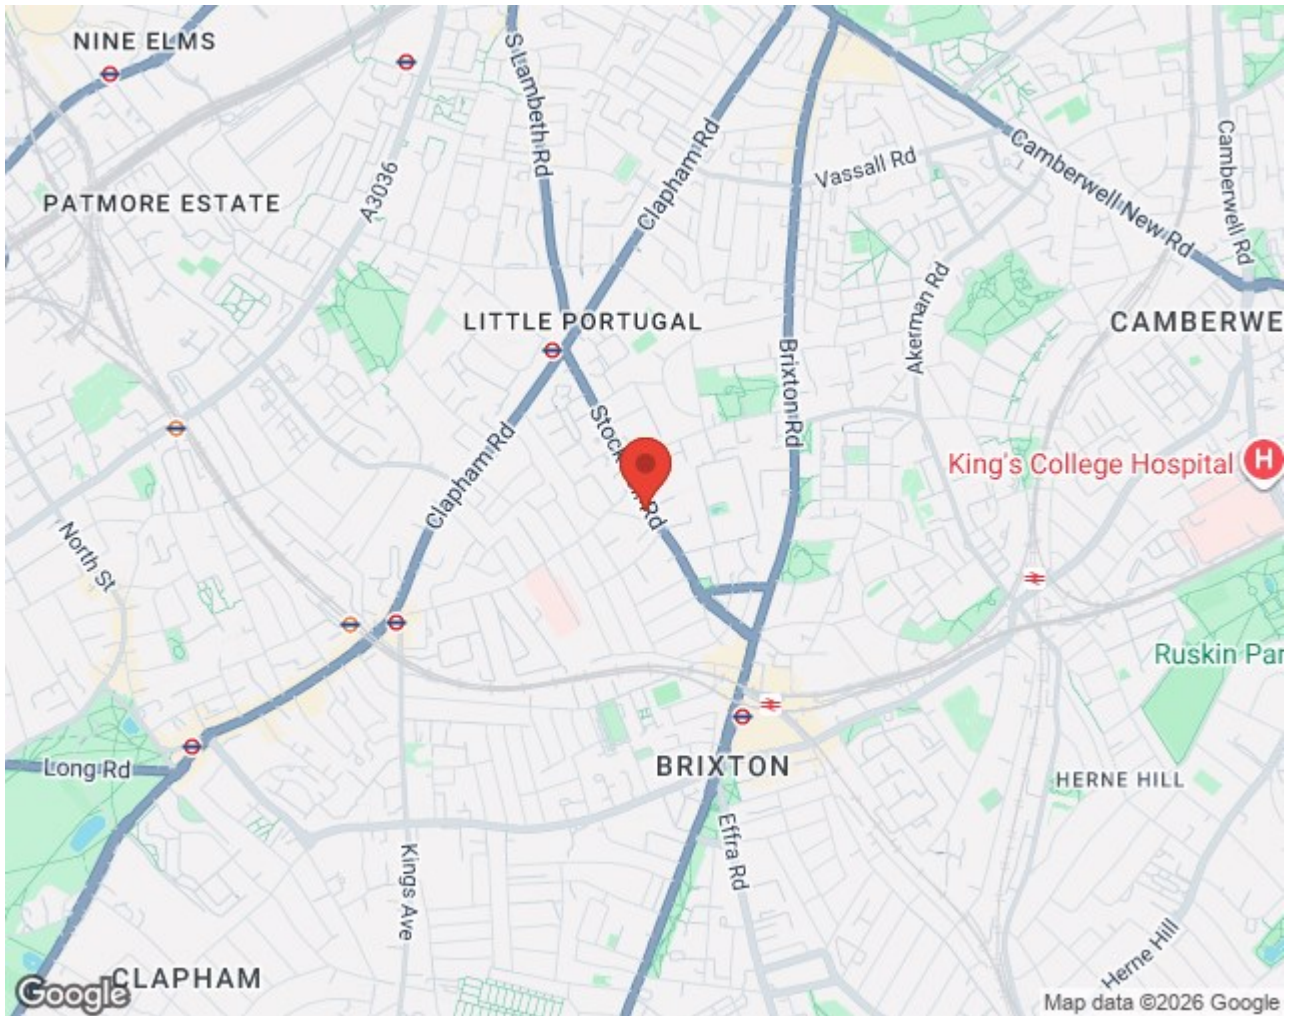 NINE ELMS
S Lambeth Rd
Clapham Rd
Vassall Rd
Camberwell New Rd
Camberwell Rd
A3036
PATMORE ESTATE
Akerman Rd
LITTLE PORTUGAL
CAMBERWE
Brixton Rd
Clapham Rd
King's College Hospital
H
North St
Ruskin Par
Long Rd
BRIXTON
HERNE HILL
Effra Rd
Kings Ave
Herne Hill
CLAPHAM
Google
Map data ©2026 Google